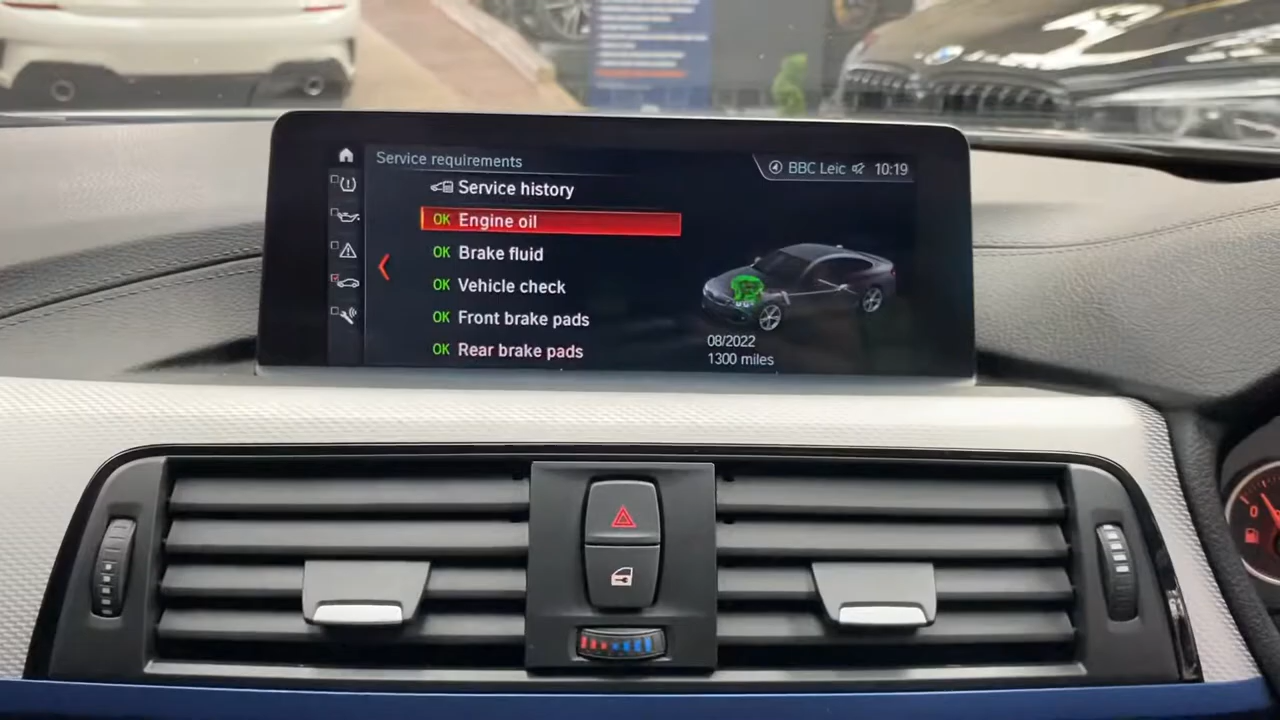 Service requirements
BBC Leic 10:19
Service history
OK Engine oil
OK Brake fluid
OK Vehicle check
OK Front brake pads
OK Rear brake pads
08/2022
1300 miles
0